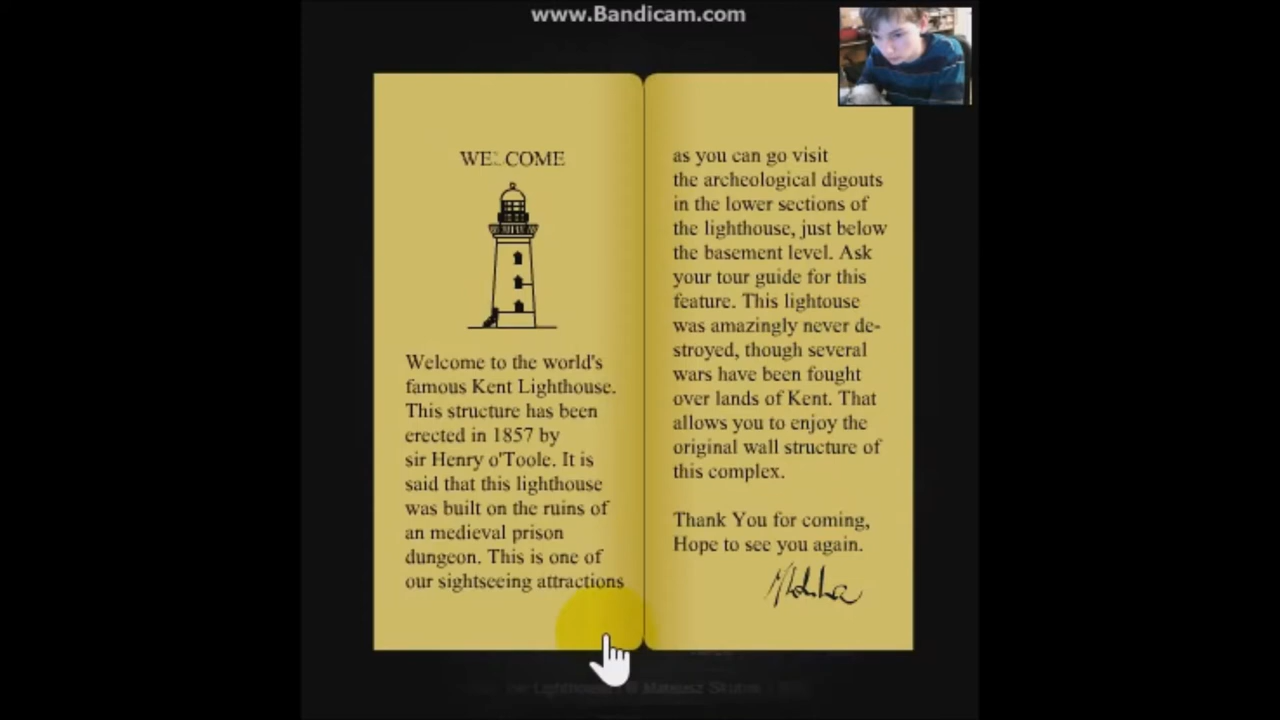 www.Bandicam.com
WELCOME
Welcome to the world's
famous Kent Lighthouse.
This structure has been
erected in 1857 by
sir Henry o'Toole. It is
said that this lighthouse
was built on the ruins of
an medieval prison
dungeon. This is one of
our sightseeing attractions
as you can go visit
the archeological digouts
in the lower sections of
the lighthouse, just below
the basement level. Ask
your tour guide for this
feature. This lightouse
was amazingly never de-
stroyed, though several
wars have been fought
over lands of Kent. That
allows you to enjoy the
original wall structure of
this complex.
Thank You for coming,
Hope to see you again.